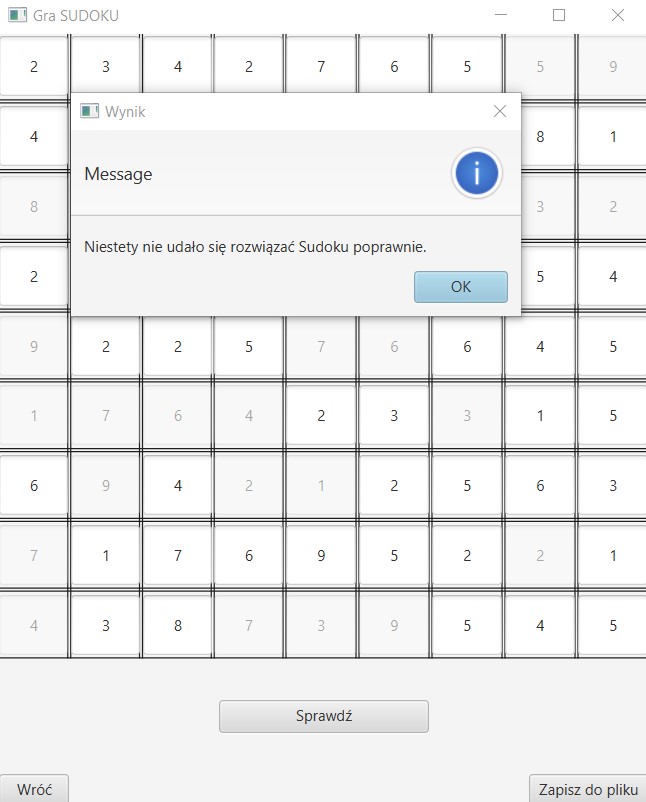 Gra SUDOKU
2 3 4 2 7 6 5 5 9
Wynik
4 8 1
Message
8 3 2
Niestety nie udało się rozwiązać Sudoku poprawnie.
2 5 4
OK
9 2 2 5 7 6 6 4 5
1 7 6 4 2 3 3 1 5
6 9 4 2 1 2 5 6 3
7 1 7 6 9 5 2 2 1
4 3 8 7 3 9 5 4 5
Sprawdź
Wróć Zapisz do pliku